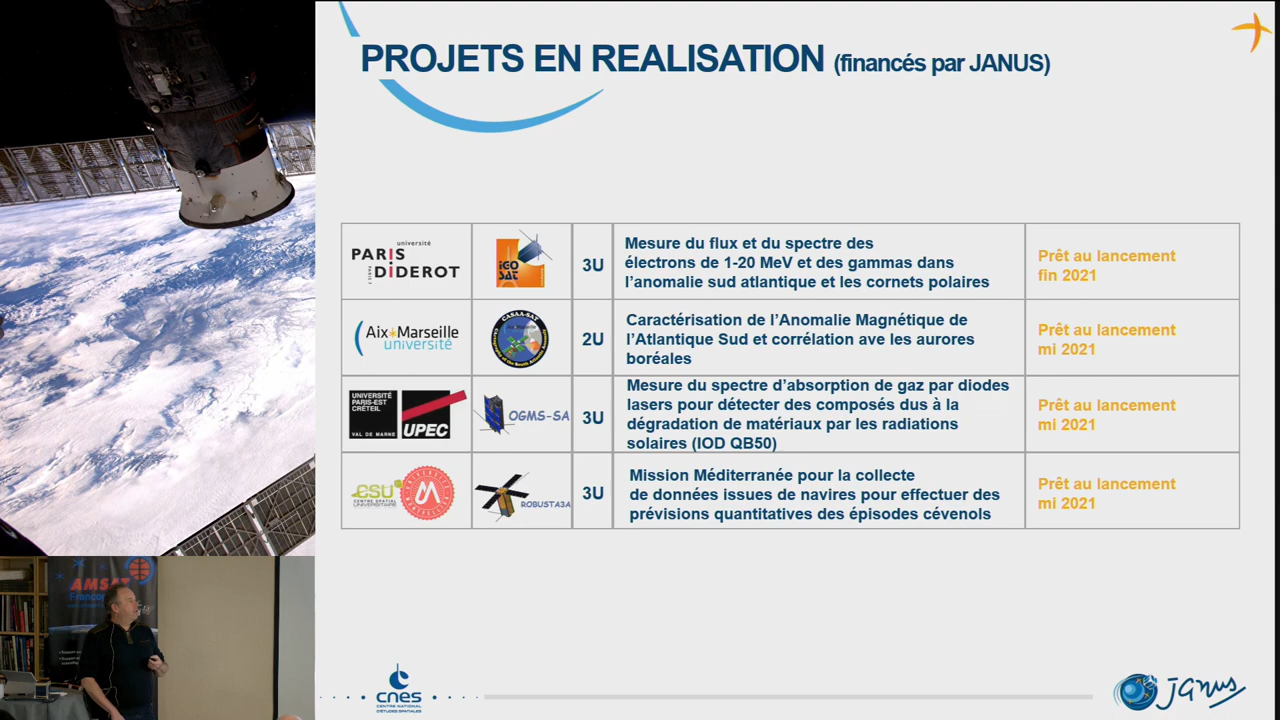 PROJETS EN REALISATION (financés par JANUS)
université
PARIS
DIDEROT
PARIS 7
iGO
SAT
3U
Mesure du flux et du spectre des
électrons de 1-20 MeV et des gammas dans
l'anomalie sud atlantique et les cornets polaires
Prêt au lancement
fin 2021
Aix*Marseille
université
CASAA-SAT
2U
Caractérisation de l'Anomalie Magnétique de
l'Atlantique Sud et corrélation ave les aurores
boréales
Prêt au lancement
mi 2021
UNIVERSITÉ
PARIS-EST
CRÉTEIL
VAL DE MARNE
UPEC
OGMS-SA
3U
Mesure du spectre d'absorption de gaz par diodes
lasers pour détecter des composés dus à la
dégradation de matériaux par les radiations
solaires (IOD QB50)
Prêt au lancement
mi 2021
CSU
CENTRE SPATIAL
UNIVERSITAIRE
ROBUSTA3A
3U
Mission Méditerranée pour la collecte
de données issues de navires pour effectuer des
prévisions quantitatives des épisodes cévenols
Prêt au lancement
mi 2021
AMSAT
Franco
cnes
CENTRE NATIONAL
D'ÉTUDES SPATIALES
Janus